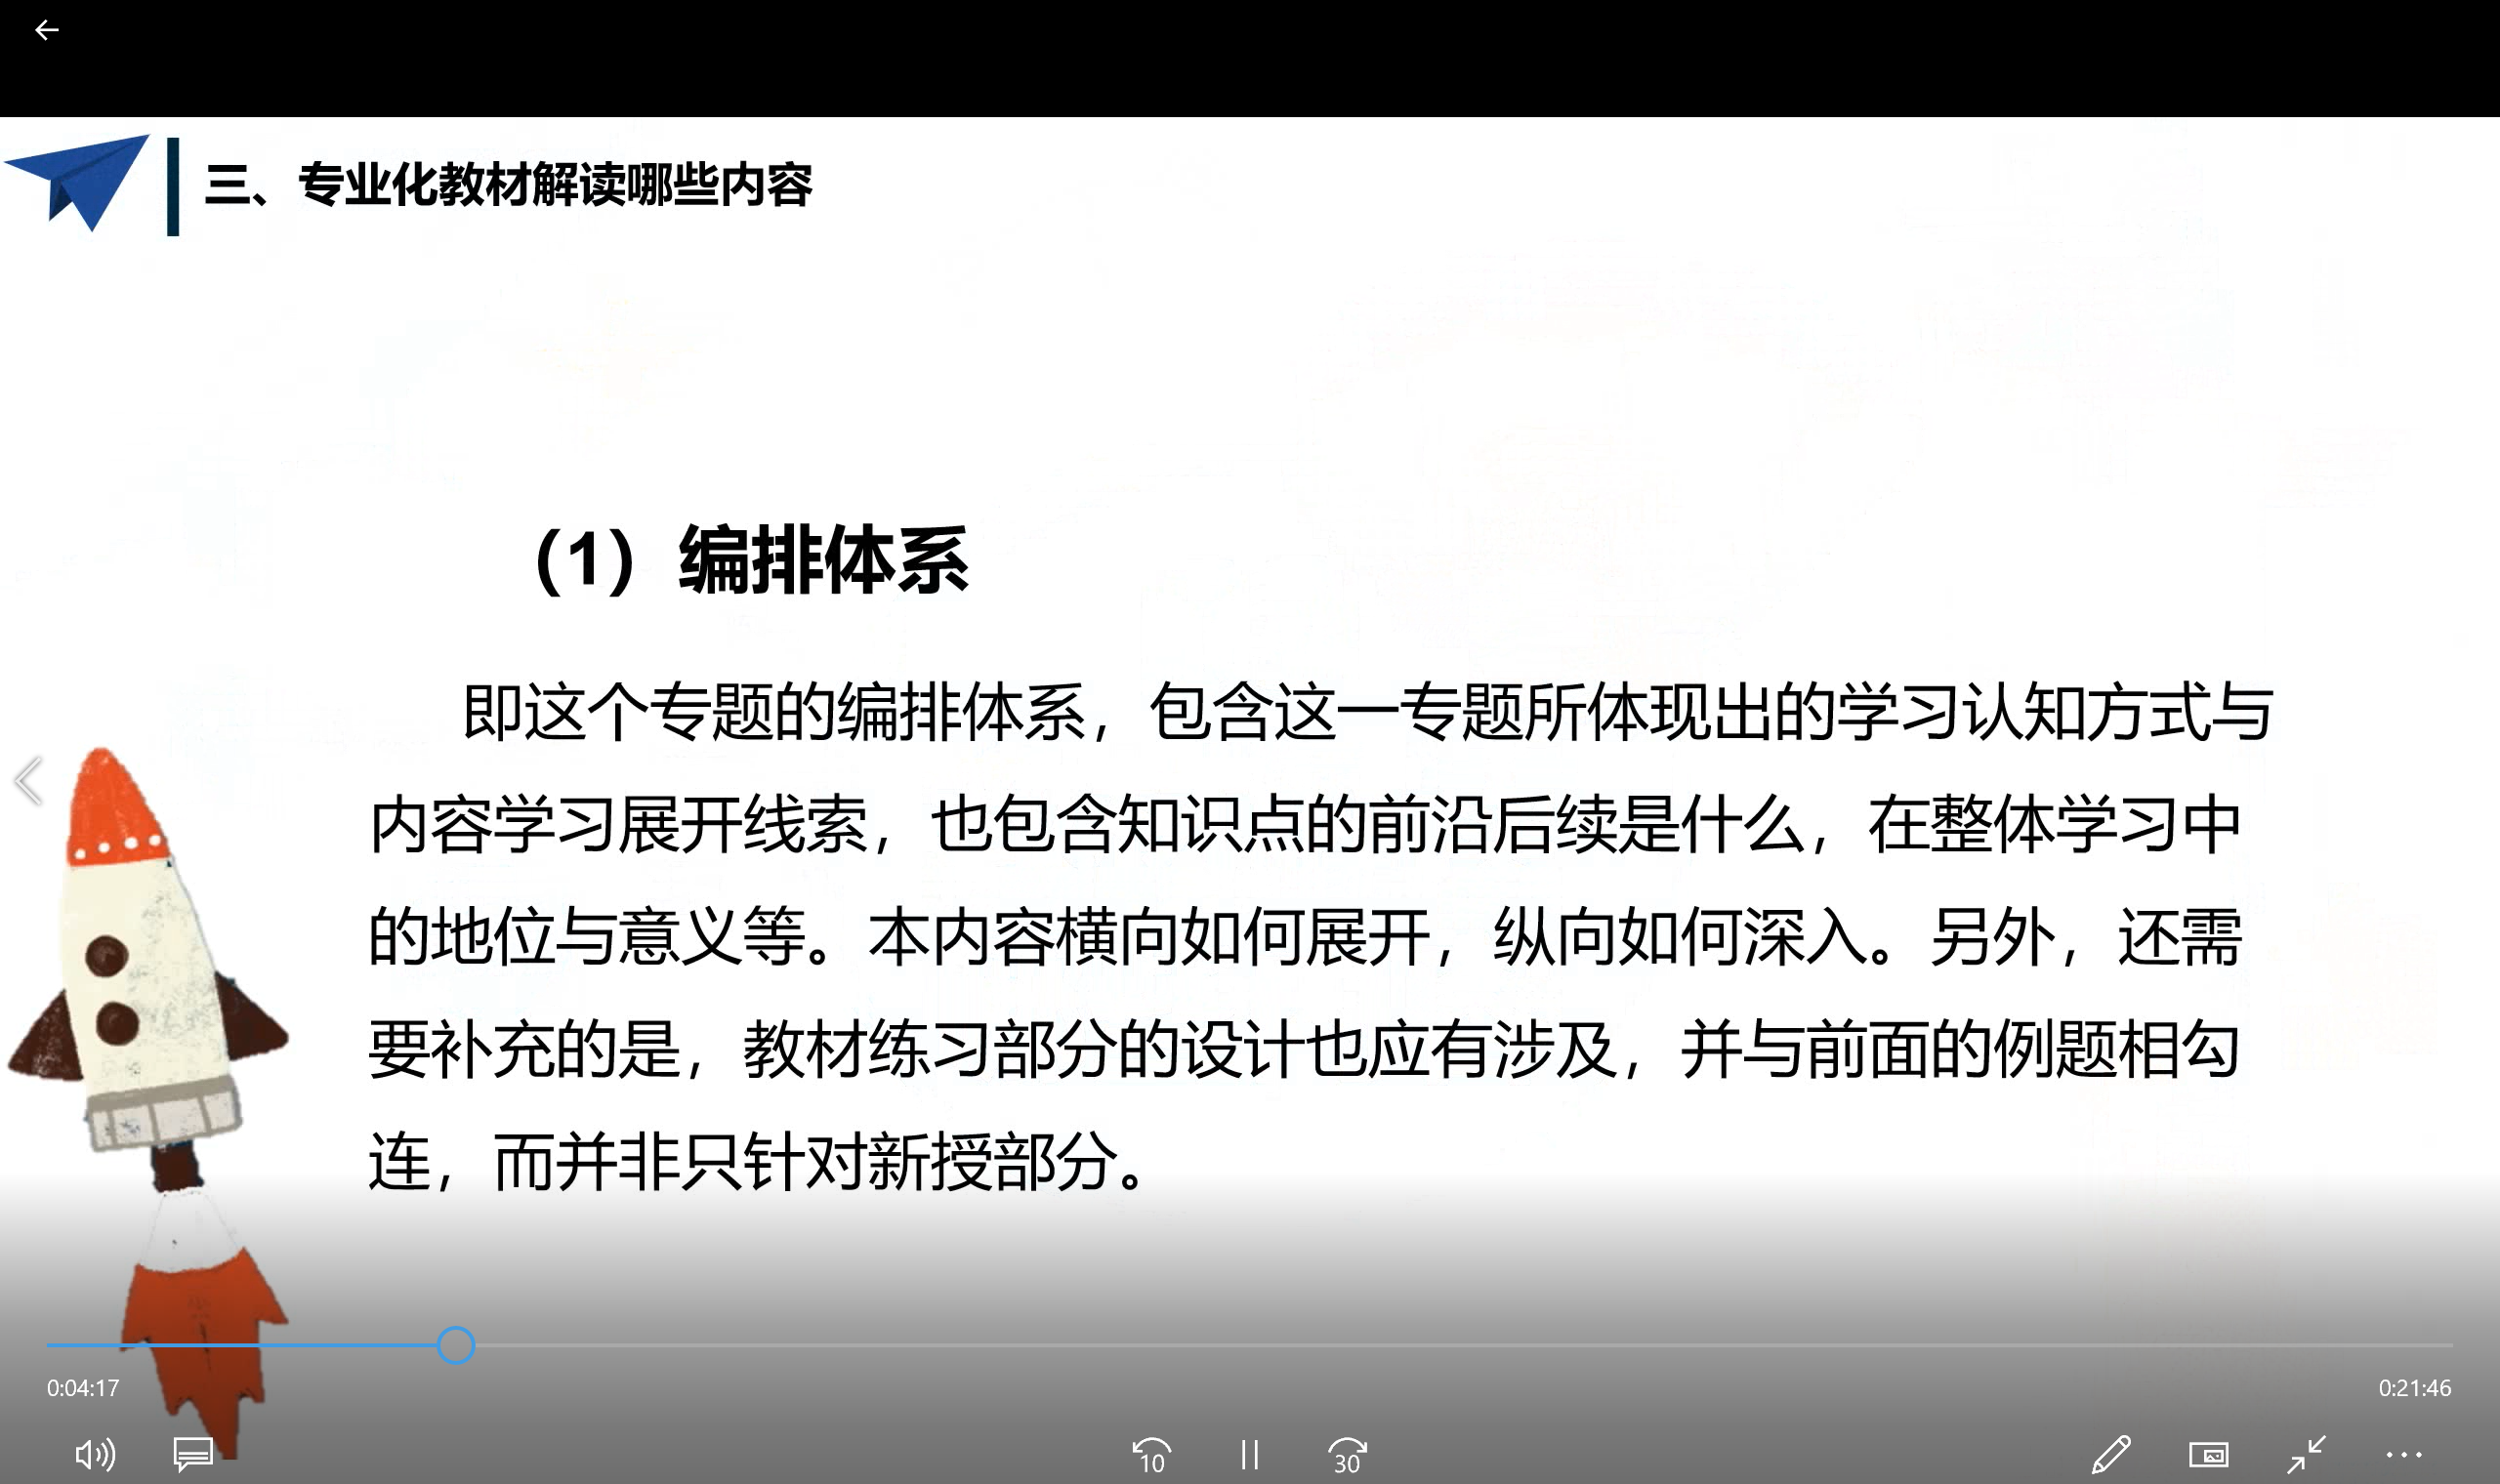 三、专业化教材解读哪些内容
（1）编排体系
即这个专题的编排体系，包含这一专题所体现出的学习认知方式与
内容学习展开线索，也包含知识点的前沿后续是什么，在整体学习中
的地位与意义等。本内容横向如何展开，纵向如何深入。另外，还需
要补充的是，教材练习部分的设计也应有涉及，并与前面的例题相勾
连，而并非只针对新授部分。
0:04:17
0:21:46
10
30